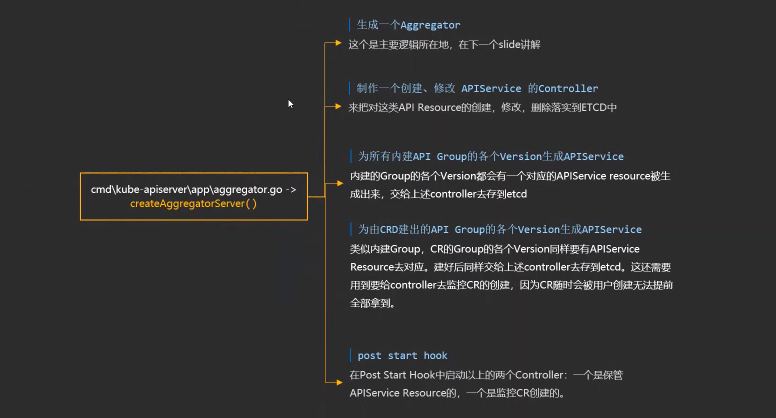 生成一个Aggregator
这个是主要逻辑所在地，在下一个slide讲解
制作一个创建、修改 APIService 的Controller
来把对这类API Resource的创建，修改，删除落实到ETCD中
为所有内建API Group的各个Version生成APIService
内建的Group的各个Version都会有一个对应的APIService resource被生
成出来，交给上述controller去存到etcd
cmd\kube-apiserver\app\aggregator.go ->
createAggregatorServer()
为由CRD建出的API Group的各个Version生成APIService
类似内建Group，CR的Group的各个Version同样要有APIService
Resource去对应。建好后同样交给上述controller去存到etcd。这还需要
用到要给controller去监控CR的创建，因为CR随时会被用户创建无法提前
全部拿到。
post start hook
在Post Start Hook中启动以上的两个Controller：一个是保管
APIService Resource的，一个是监控CR创建的。